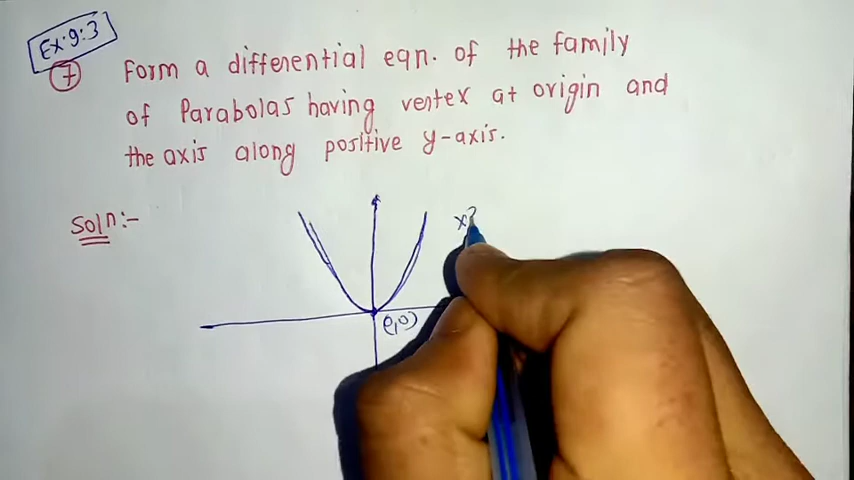 Ex:9:3
7 Form a differential eqn. of the family
of Parabolas having vertex at origin and
the axis along positive y-axis.
Soln:-
x²
(0,0)